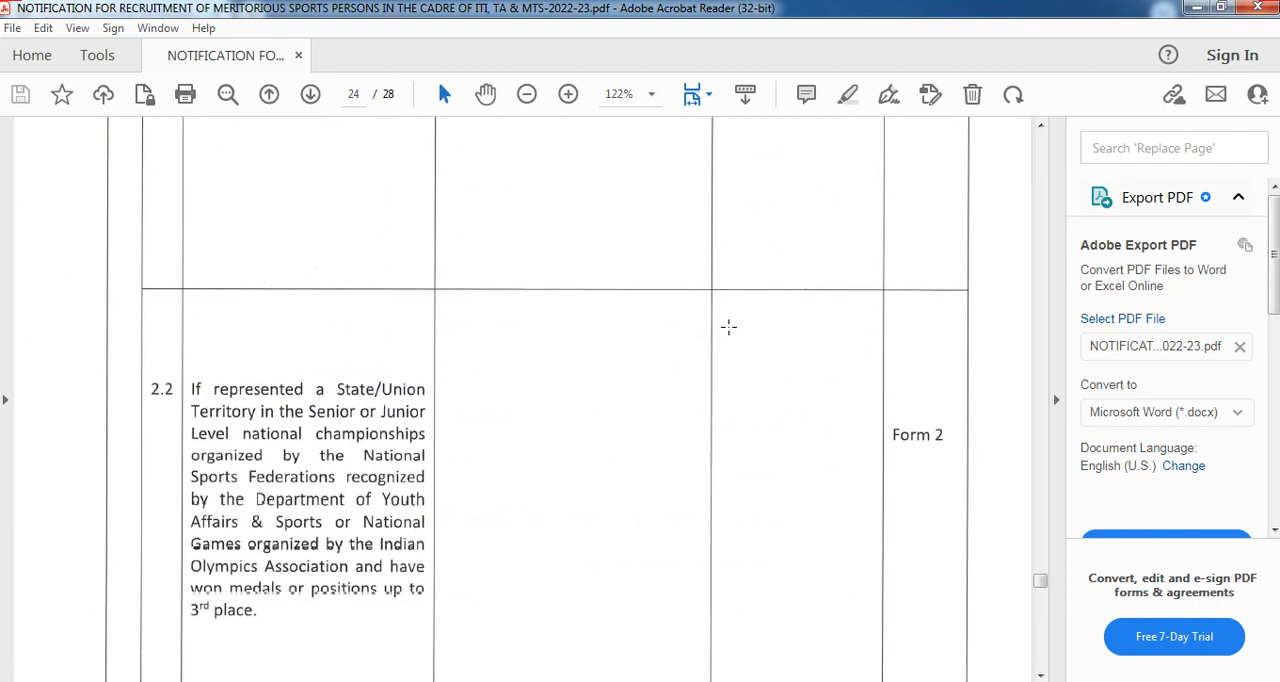 NOTIFICATION FOR RECRUITMENT OF MERITORIOUS SPORTS PERSONS IN THE CADRE OF ITI, TA & MTS-2022-23.pdf - Adobe Acrobat Reader (32-bit)
File Edit View Sign Window Help
Home Tools NOTIFICATION FO... × Sign In
24 / 28 122%
Search 'Replace Page'
Export PDF
Adobe Export PDF
Convert PDF Files to Word
or Excel Online
Select PDF File
NOTIFICAT...022-23.pdf
Convert to
Microsoft Word (*.docx)
Document Language:
English (U.S.) Change
Convert, edit and e-sign PDF
forms & agreements
Free 7-Day Trial
2.2 If represented a State/Union
Territory in the Senior or Junior
Level national championships
organized by the National
Sports Federations recognized
by the Department of Youth
Affairs & Sports or National
Games organized by the Indian
Olympics Association and have
won medals or positions up to
3rd place.
Form 2